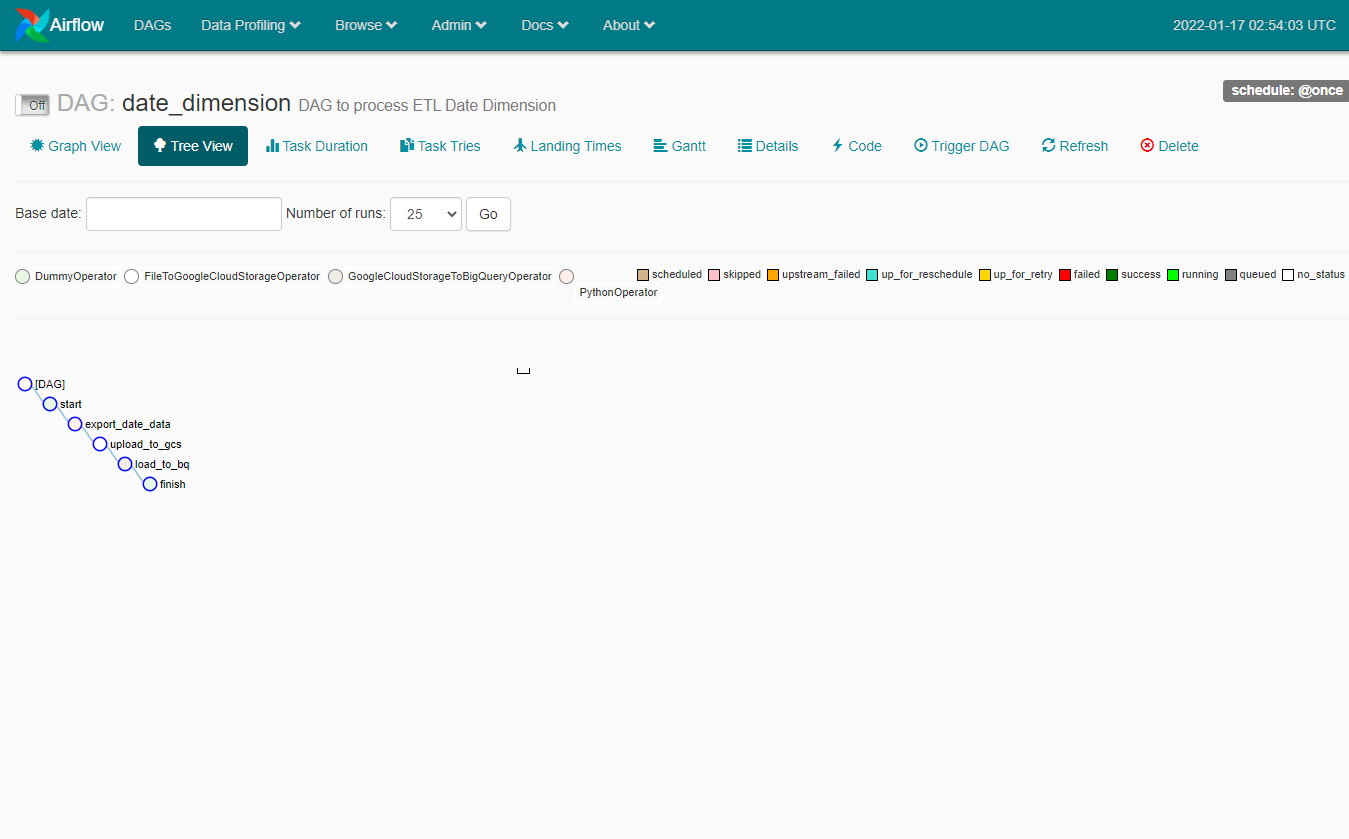 Airflow DAGs Data Profiling Browse Admin Docs About 2022-01-17 02:54:03 UTC
schedule: @once
Off DAG: date_dimension DAG to process ETL Date Dimension
Graph View Tree View Task Duration Task Tries Landing Times Gantt Details Code Trigger DAG Refresh Delete
Base date: Number of runs: 25 Go
DummyOperator FileToGoogleCloudStorageOperator GoogleCloudStorageToBigQueryOperator scheduled skipped upstream_failed up_for_reschedule up_for_retry failed success running queued no_status
PythonOperator
[DAG]
start
export_date_data
upload_to_gcs
load_to_bq
finish